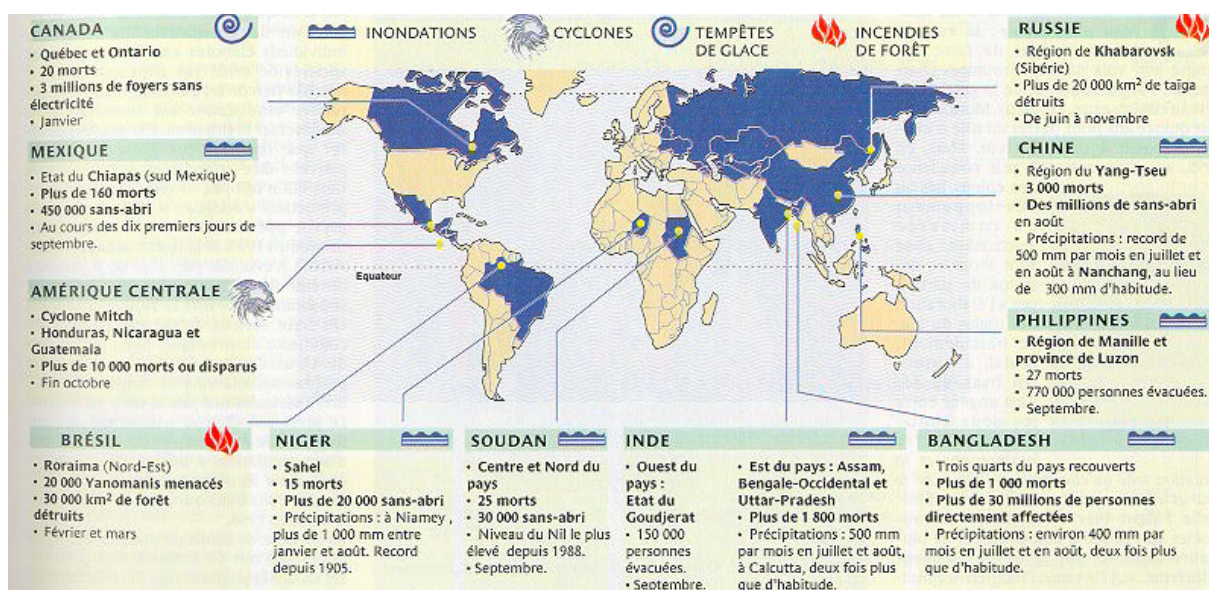 CANADA
• Québec et Ontario
• 20 morts
• 3 millions de foyers sans
électricité
• Janvier
INONDATIONS
CYCLONES
TEMPÊTES
DE GLACE
INCENDIES
DE FORÊT
RUSSIE
• Région de Khabarovsk
(Sibérie)
• Plus de 20 000 km² de taïga
détruits
• De juin à novembre
MEXIQUE
• Etat du Chiapas (sud Mexique)
• Plus de 160 morts
• 450 000 sans-abri
• Au cours des dix premiers jours de
septembre.
CHINE
• Région du Yang-Tseu
• 3 000 morts
• Des millions de sans-abri
en août
• Précipitations : record de
500 mm par mois en juillet et
en août à Nanchang, au lieu
de 300 mm d'habitude.
Equateur
AMÉRIQUE CENTRALE
• Cyclone Mitch
• Honduras, Nicaragua et
Guatemala
• Plus de 10 000 morts ou disparus
• Fin octobre
PHILIPPINES
• Région de Manille et
province de Luzon
• 27 morts
• 770 000 personnes évacuées.
• Septembre.
BRÉSIL
• Roraima (Nord-Est)
• 20 000 Yanomanis menacés
• 30 000 km² de forêt
détruits
• Février et mars
NIGER
• Sahel
• 15 morts
• Plus de 20 000 sans-abri
• Précipitations : à Niamey ,
plus de 1 000 mm entre
janvier et août. Record
depuis 1905.
SOUDAN
• Centre et Nord du
pays
• 25 morts
• 30 000 sans-abri
• Niveau du Nil le plus
élevé depuis 1988.
• Septembre.
INDE
• Ouest du
pays :
Etat du
Goudjerat
• 150 000
personnes
évacuées.
• Septembre.
• Est du pays : Assam,
Bengale-Occidental et
Uttar-Pradesh
• Plus de 1 800 morts
• Précipitations : 500 mm
par mois en juillet et août,
à Calcutta, deux fois plus
que d'habitude.
BANGLADESH
• Trois quarts du pays recouverts
• Plus de 1 000 morts
• Plus de 30 millions de personnes
directement affectées
• Précipitations : environ 400 mm par
mois en juillet et en août, deux fois plus
que d'habitude.